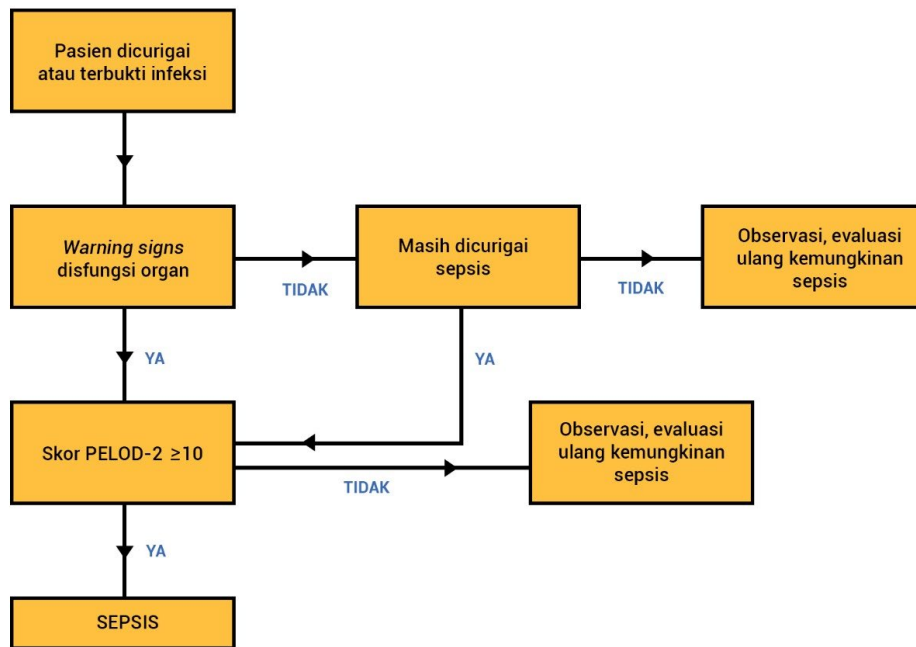 Pasien dicurigai
atau terbukti infeksi
Warning signs
disfungsi organ
TIDAK
Masih dicurigai
sepsis
TIDAK
Observasi, evaluasi
ulang kemungkinan
sepsis
YA
YA
Skor PELOD-2 ≥10
TIDAK
Observasi, evaluasi
ulang kemungkinan
sepsis
YA
SEPSIS